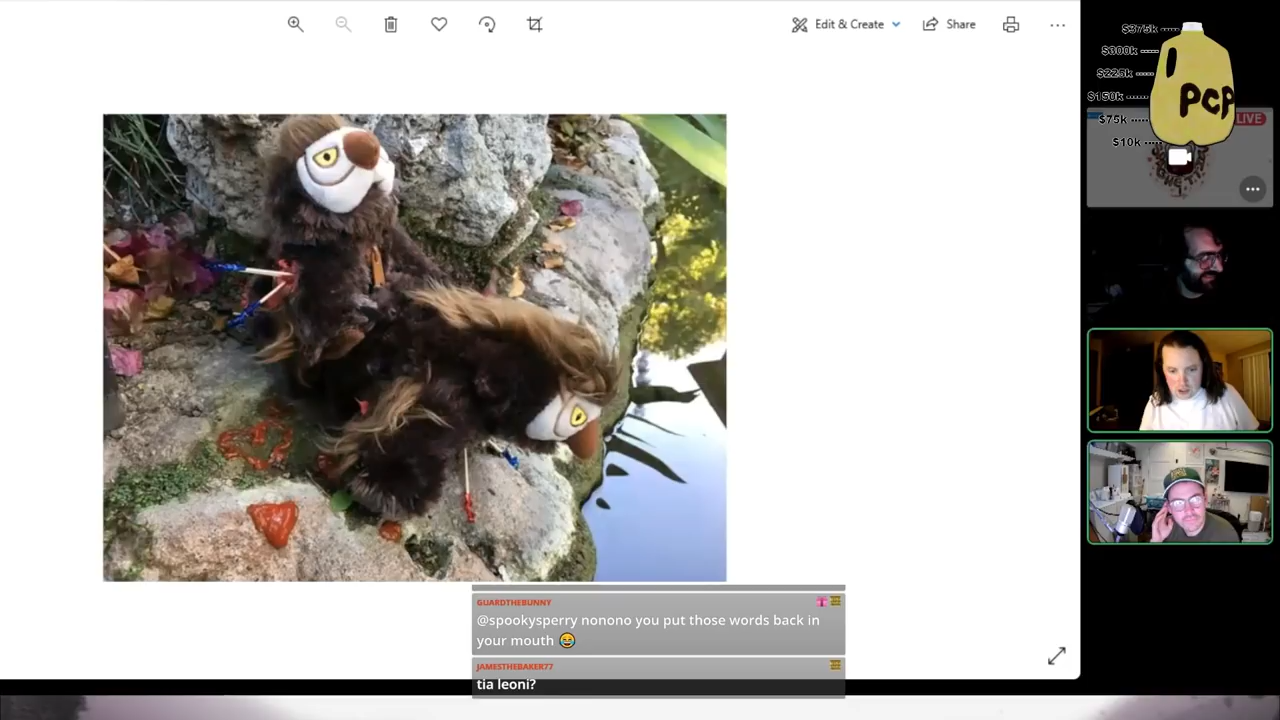 Edit & Create
Share
$375k
$300k
$225k
$150k
$75k
$10k
PCP
LIVE
GUARDTHEBUNNY
@spookysperry nonono you put those words back in
your mouth 😂
JAMESTHEBAKER77
tia leoni?